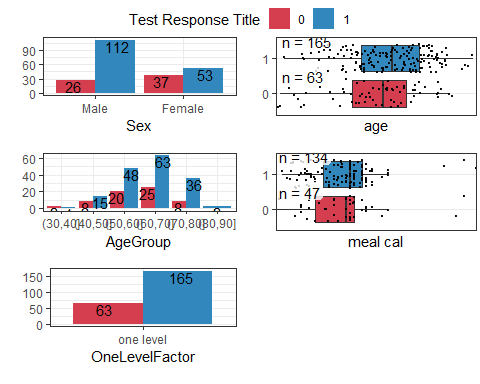 Test Response Title 0 1
90
60
30
0
26
112
37
53
Male Female
Sex
n = 165
n = 63
1
0
age
60
40
20
0
8
15
20
48
25
63
8
36
(30,40] (40,50] (50,60] (60,70] (70,80] (80,90]
AgeGroup
n = 134
n = 47
1
0
meal cal
150
100
50
0
63
165
one level
OneLevelFactor